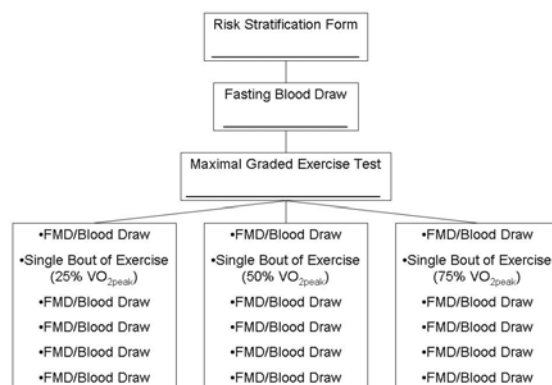 Risk Stratification Form
Fasting Blood Draw
Maximal Graded Exercise Test
•FMD/Blood Draw
•Single Bout of Exercise
(25% VO2peak)
•FMD/Blood Draw
•FMD/Blood Draw
•FMD/Blood Draw
•FMD/Blood Draw
•FMD/Blood Draw
•Single Bout of Exercise
(50% VO2peak)
•FMD/Blood Draw
•FMD/Blood Draw
•FMD/Blood Draw
•FMD/Blood Draw
•FMD/Blood Draw
•Single Bout of Exercise
(75% VO2peak)
•FMD/Blood Draw
•FMD/Blood Draw
•FMD/Blood Draw
•FMD/Blood Draw